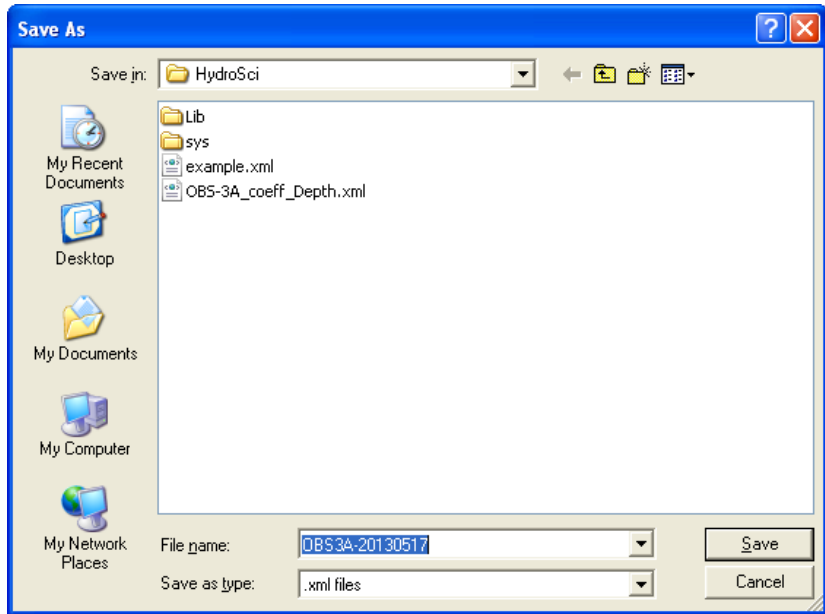 Save As
Save in: HydroSci
Lib
sys
example.xml
OBS-3A_coeff_Depth.xml
My Recent
Documents
Desktop
My Documents
My Computer
My Network
Places
File name: OBS3A-20130517 Save
Save as type: .xml files Cancel